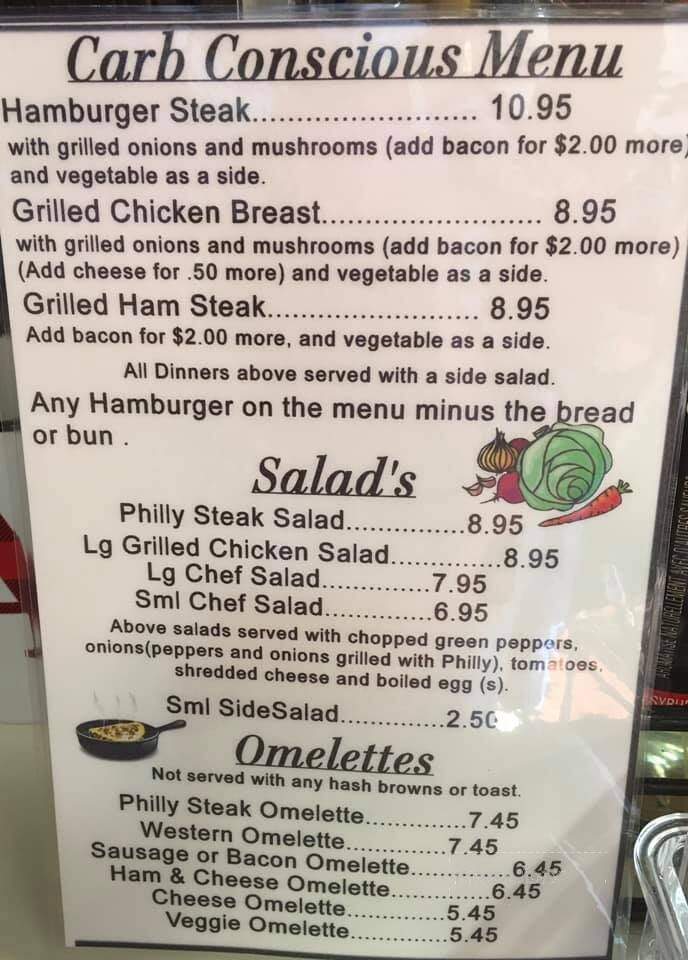 Carb Conscious Menu
Hamburger Steak........................ 10.95
with grilled onions and mushrooms (add bacon for $2.00 more)
and vegetable as a side.
Grilled Chicken Breast....................... 8.95
with grilled onions and mushrooms (add bacon for $2.00 more)
(Add cheese for .50 more) and vegetable as a side.
Grilled Ham Steak...................... 8.95
Add bacon for $2.00 more, and vegetable as a side.
All Dinners above served with a side salad.
Any Hamburger on the menu minus the bread
or bun .
Salad's
Philly Steak Salad..............8.95
Lg Grilled Chicken Salad.............8.95
Lg Chef Salad.............7.95
Sml Chef Salad.............6.95
Above salads served with chopped green peppers,
onions(peppers and onions grilled with Philly), tomatoes,
shredded cheese and boiled egg (s).
Sml SideSalad.............2.50
Omelettes
Not served with any hash browns or toast.
Philly Steak Omelette.............7.45
Western Omelette.............7.45
Sausage or Bacon Omelette.............6.45
Ham & Cheese Omelette.............6.45
Cheese Omelette.............5.45
Veggie Omelette.............5.45